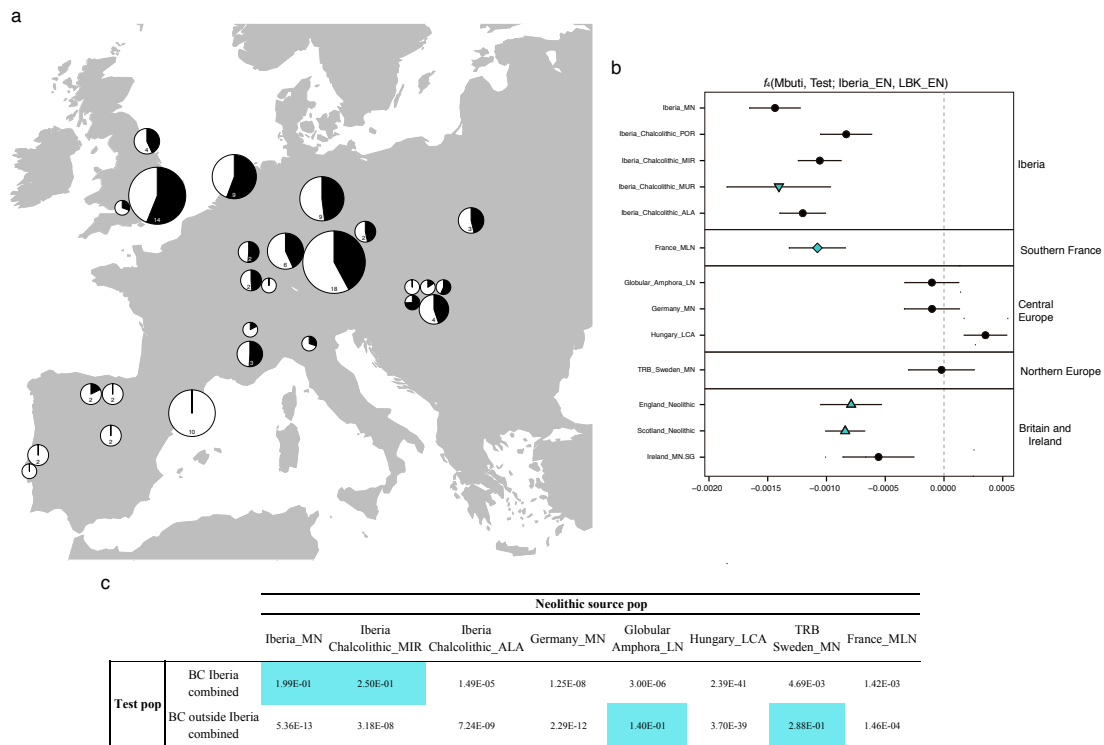 a
4
14
9
9
2
3
2
6
18
2
4
3
2
2
2
2
10
b
f4(Mbuti, Test; Iberia_EN, LBK_EN)
Iberia_MN
Iberia_Chalcolithic_POR
Iberia_Chalcolithic_MIR
Iberia_Chalcolithic_MUR
Iberia_Chalcolithic_ALA
Iberia
France_MLN
Southern France
Globular_Amphora_LN
Germany_MN
Hungary_LCA
Central
Europe
TRB_Sweden_MN
Northern Europe
England_Neolithic
Scotland_Neolithic
Ireland_MN.SG
Britain and
Ireland
−0.0020 −0.0015 −0.0010 −0.0005 0.0000 0.0005
c
Neolithic source pop
Iberia_MN Iberia Chalcolithic_MIR Iberia Chalcolithic_ALA Germany_MN Globular Amphora_LN Hungary_LCA TRB Sweden_MN France_MLN
Test pop
BC Iberia combined 1.99E-01 2.50E-01 1.49E-05 1.25E-08 3.00E-06 2.39E-41 4.69E-03 1.42E-03
BC outside Iberia combined 5.36E-13 3.18E-08 7.24E-09 2.29E-12 1.40E-01 3.70E-39 2.88E-01 1.46E-04